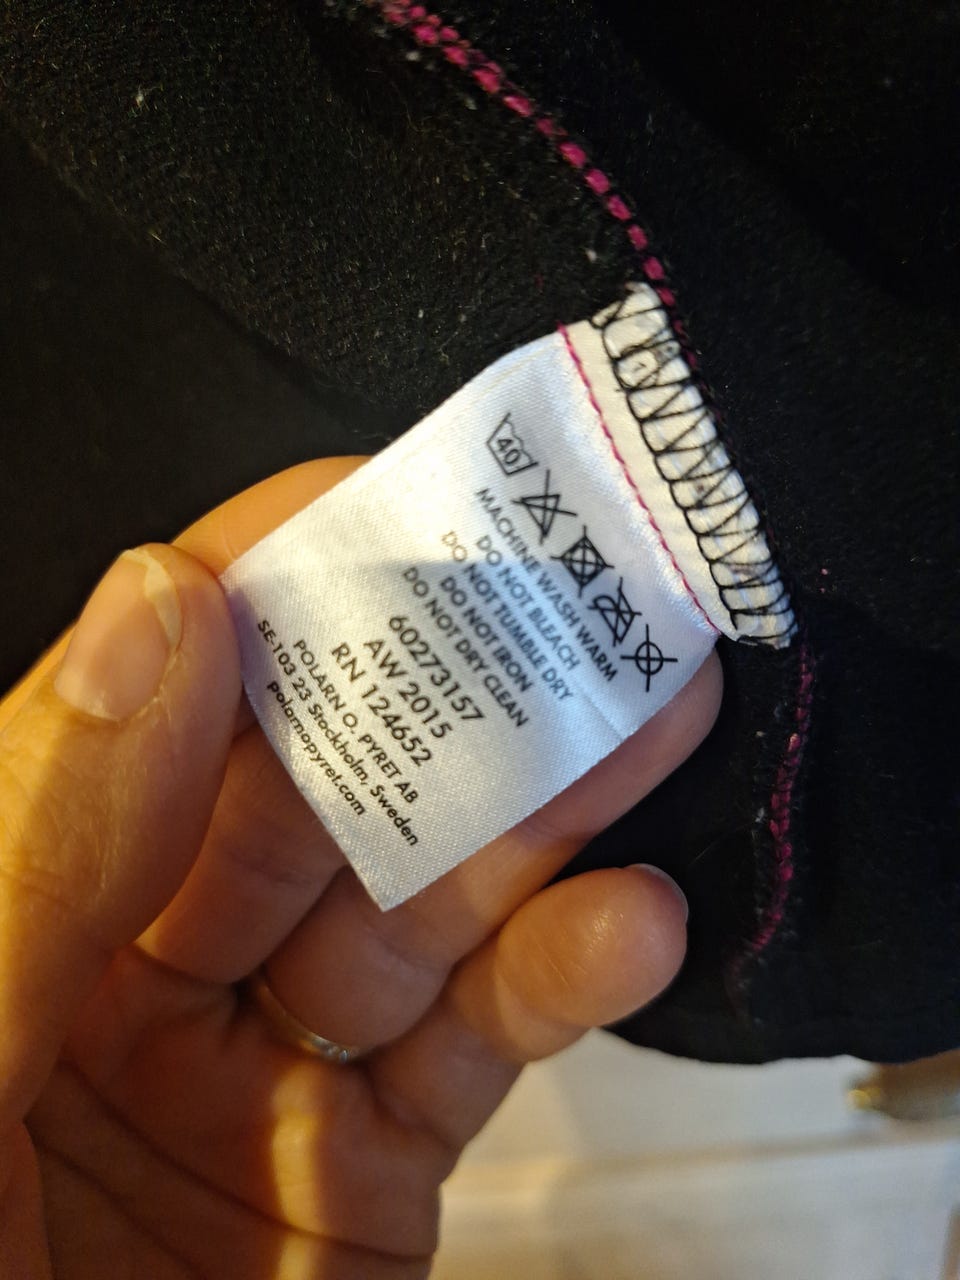 40
MACHINE WASH WARM
DO NOT BLEACH
DO NOT TUMBLE DRY
DO NOT IRON
DO NOT DRY CLEAN
60273157
AW 2015
RN 124652
POLARN O. PYRET AB
SE-103 23 Stockholm, Sweden
polarnopyret.com